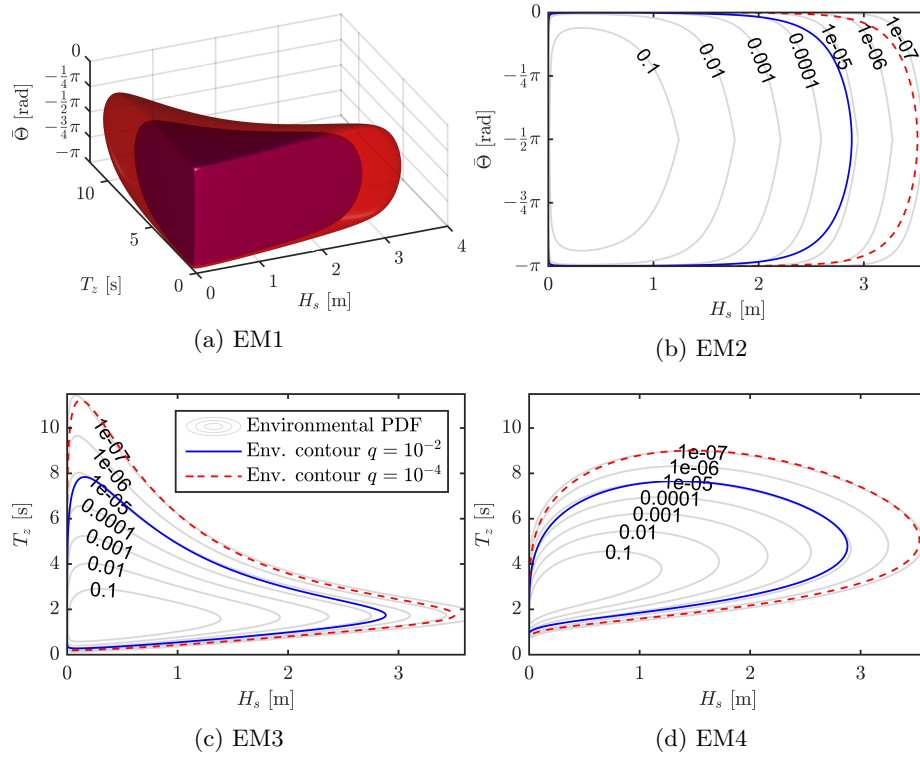 0
−1/4π
−1/2π
−3/4π
−π
Θ̄ [rad]
10
5
0
T_z [s]
0
1
2
3
4
H_s [m]
(a) EM1
0
−1/4π
−1/2π
−3/4π
−π
Θ̄ [rad]
0.1
0.01
0.001
0.0001
1e-05
1e-06
1e-07
0 1 2 3
H_s [m]
(b) EM2
10
8
6
4
2
0
T_z [s]
Environmental PDF
Env. contour q = 10⁻²
Env. contour q = 10⁻⁴
1e-07
1e-06
1e-05
0.0001
0.001
0.01
0.1
0 1 2 3
H_s [m]
(c) EM3
10
8
6
4
2
0
T_z [s]
1e-07
1e-06
1e-05
0.0001
0.001
0.01
0.1
0 1 2 3
H_s [m]
(d) EM4